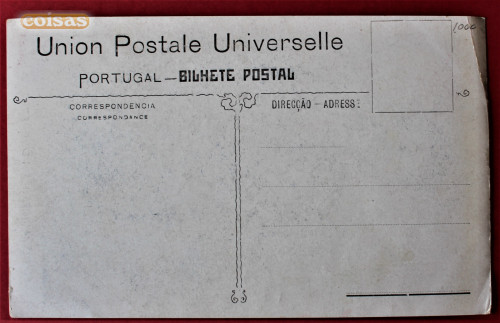 coisas
1000
Union Postale Universelle
PORTUGAL — BILHETE POSTAL
CORRESPONDENCIA
CORRESPONDANCE
DIRECÇÃO - ADRESSE